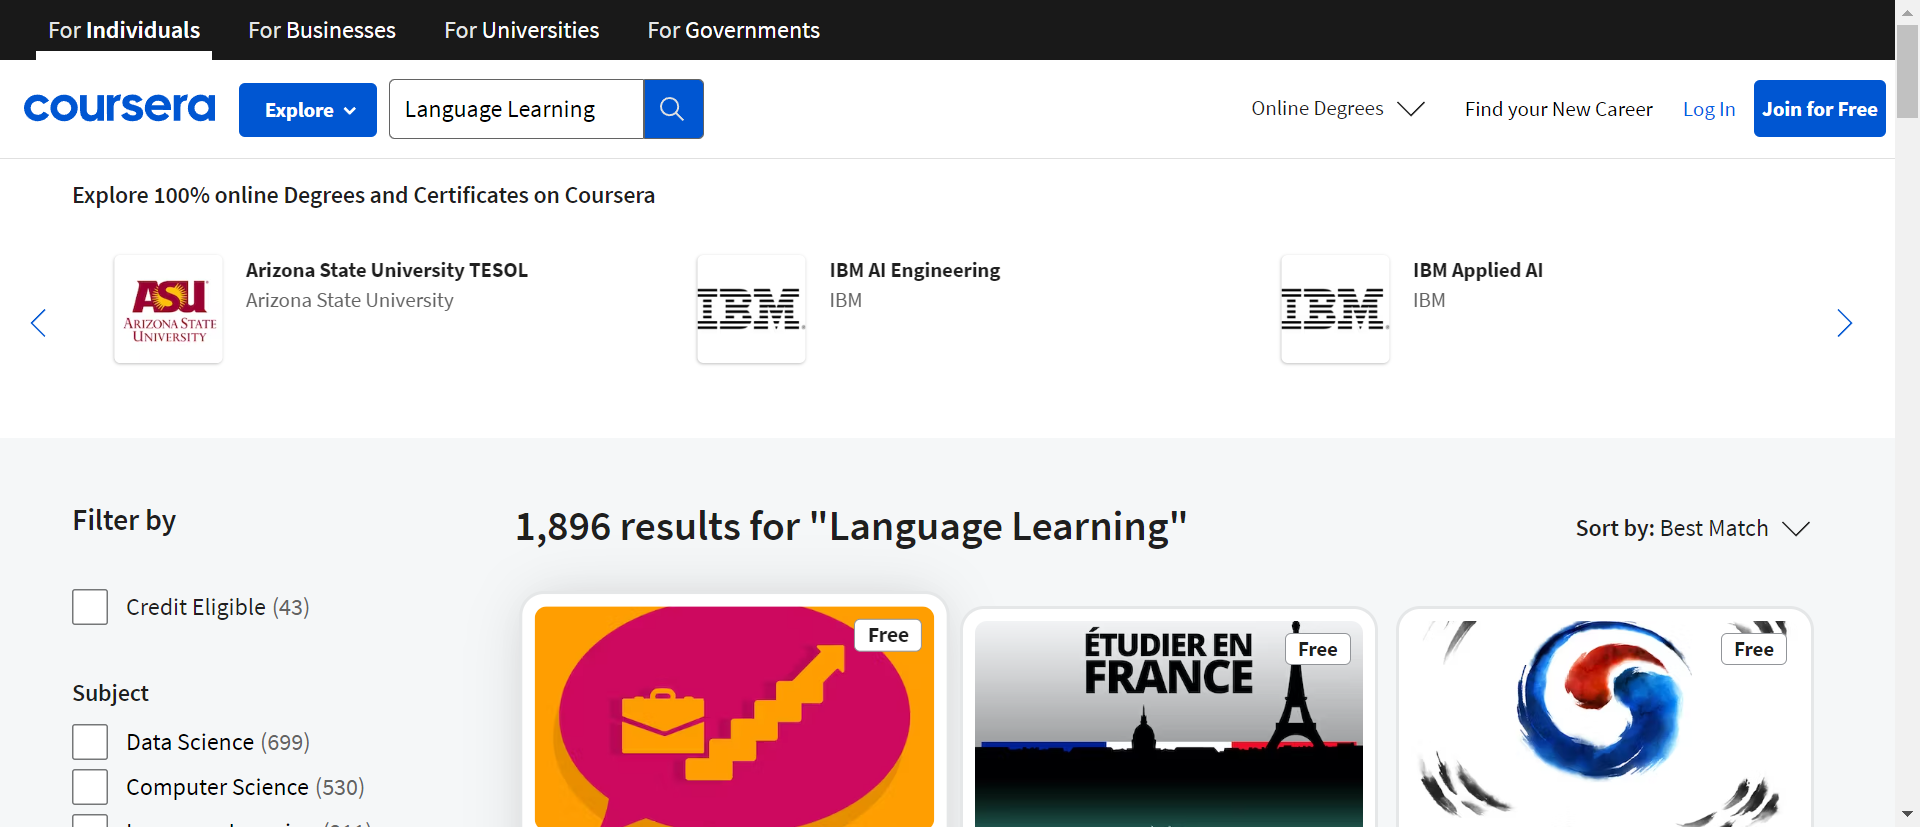 For Individuals
For Businesses
For Universities
For Governments
coursera
Explore
Language Learning
Online Degrees
Find your New Career
Log In
Join for Free
Explore 100% online Degrees and Certificates on Coursera
ASU
ARIZONA STATE
UNIVERSITY
Arizona State University TESOL
Arizona State University
IBM
IBM AI Engineering
IBM
IBM
IBM Applied AI
IBM
Filter by
1,896 results for "Language Learning"
Sort by: Best Match
Credit Eligible (43)
Subject
Data Science (699)
Computer Science (530)
Free
ÉTUDIER EN
FRANCE
Free
Free